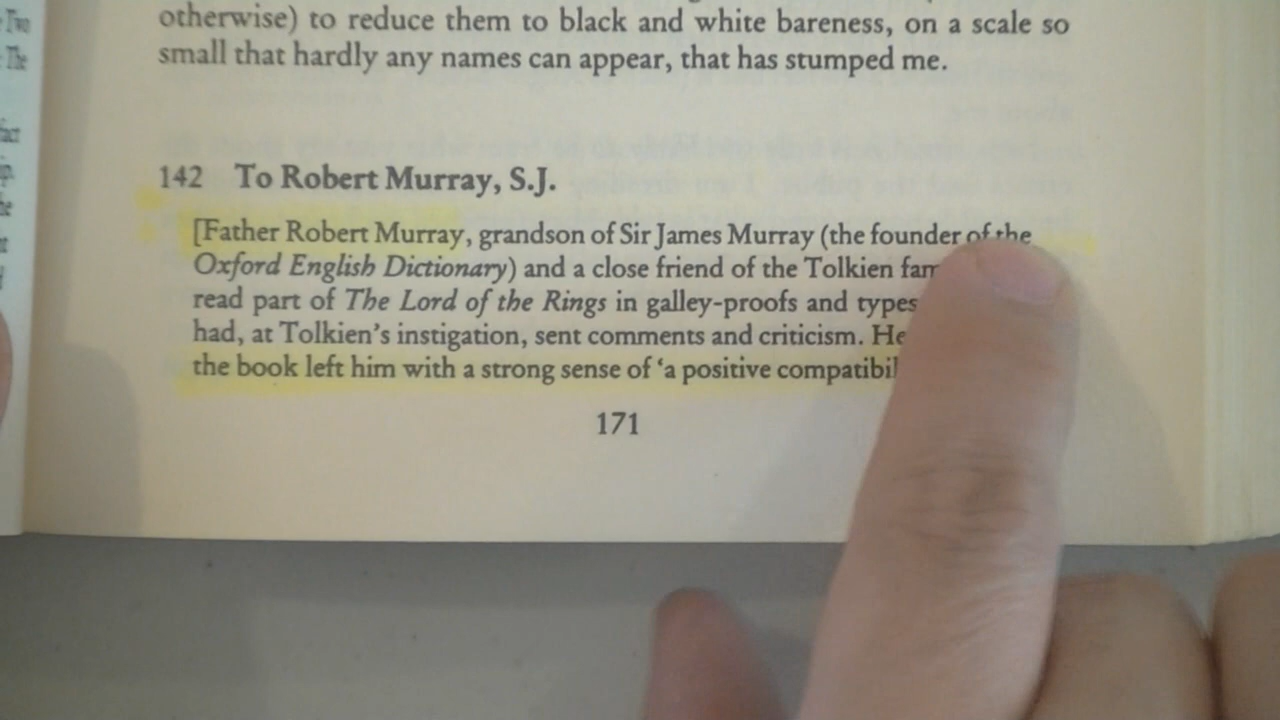 otherwise) to reduce them to black and white bareness, on a scale so
small that hardly any names can appear, that has stumped me.
142 To Robert Murray, S.J.
[Father Robert Murray, grandson of Sir James Murray (the founder of the
Oxford English Dictionary) and a close friend of the Tolkien
read part of The Lord of the Rings in galley-proofs and
had, at Tolkien's instigation, sent comments and criticism. He
the book left him with a strong sense of 'a positive
171